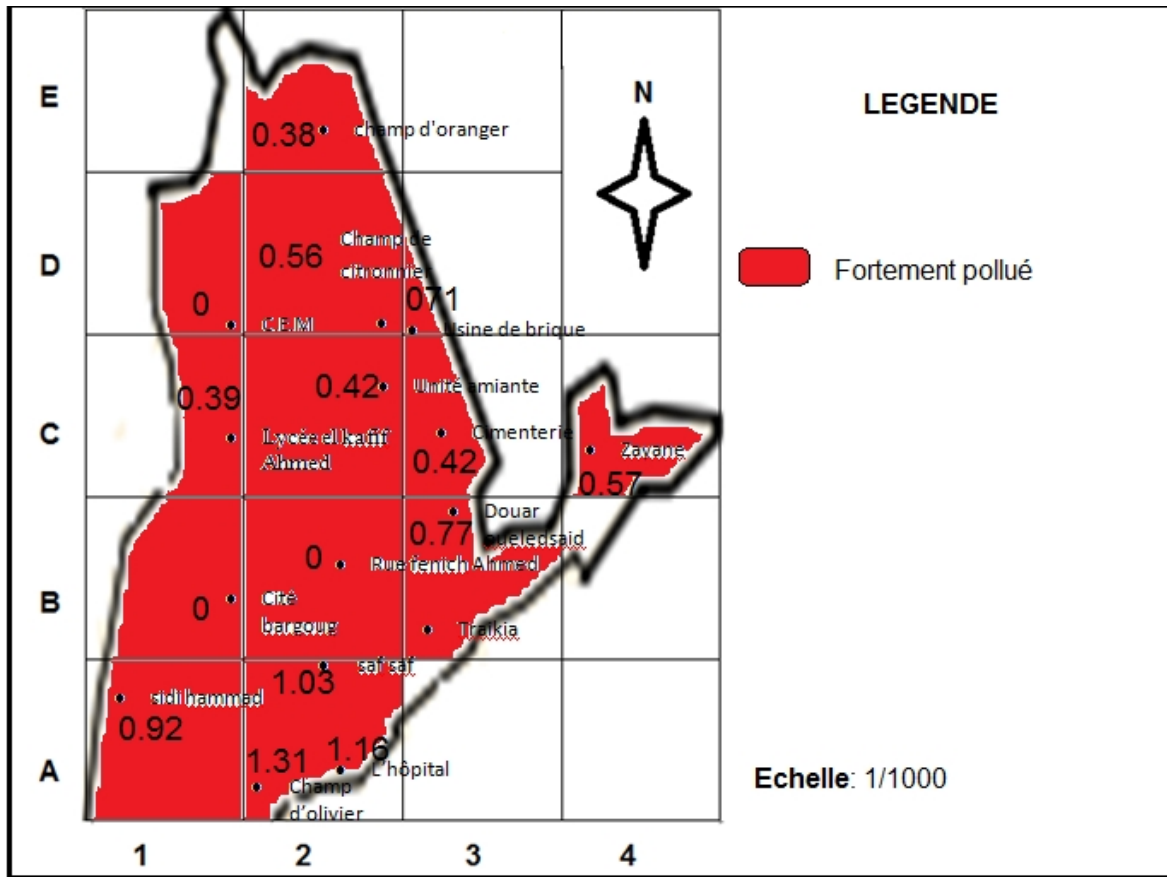 E
N
LEGENDE
0.38
champ d'oranger
D
0.56
Champ de
citronnier
Fortement pollué
0
071
C.E.M
Usine de brique
0.42
Unité amiante
0.39
C
Lycée el kafif
Ahmed
Cimenterie
0.42
Zayane
0.57
Douar
oueledsaid
0.77
0
Rue fenich Ahmed
B
0
Cité
bargoug
Tralkia
saf saf
1.03
sidi hammad
0.92
A
1.31
1.16
L'hôpital
Champ
d'olivier
Echelle: 1/1000
1
2
3
4